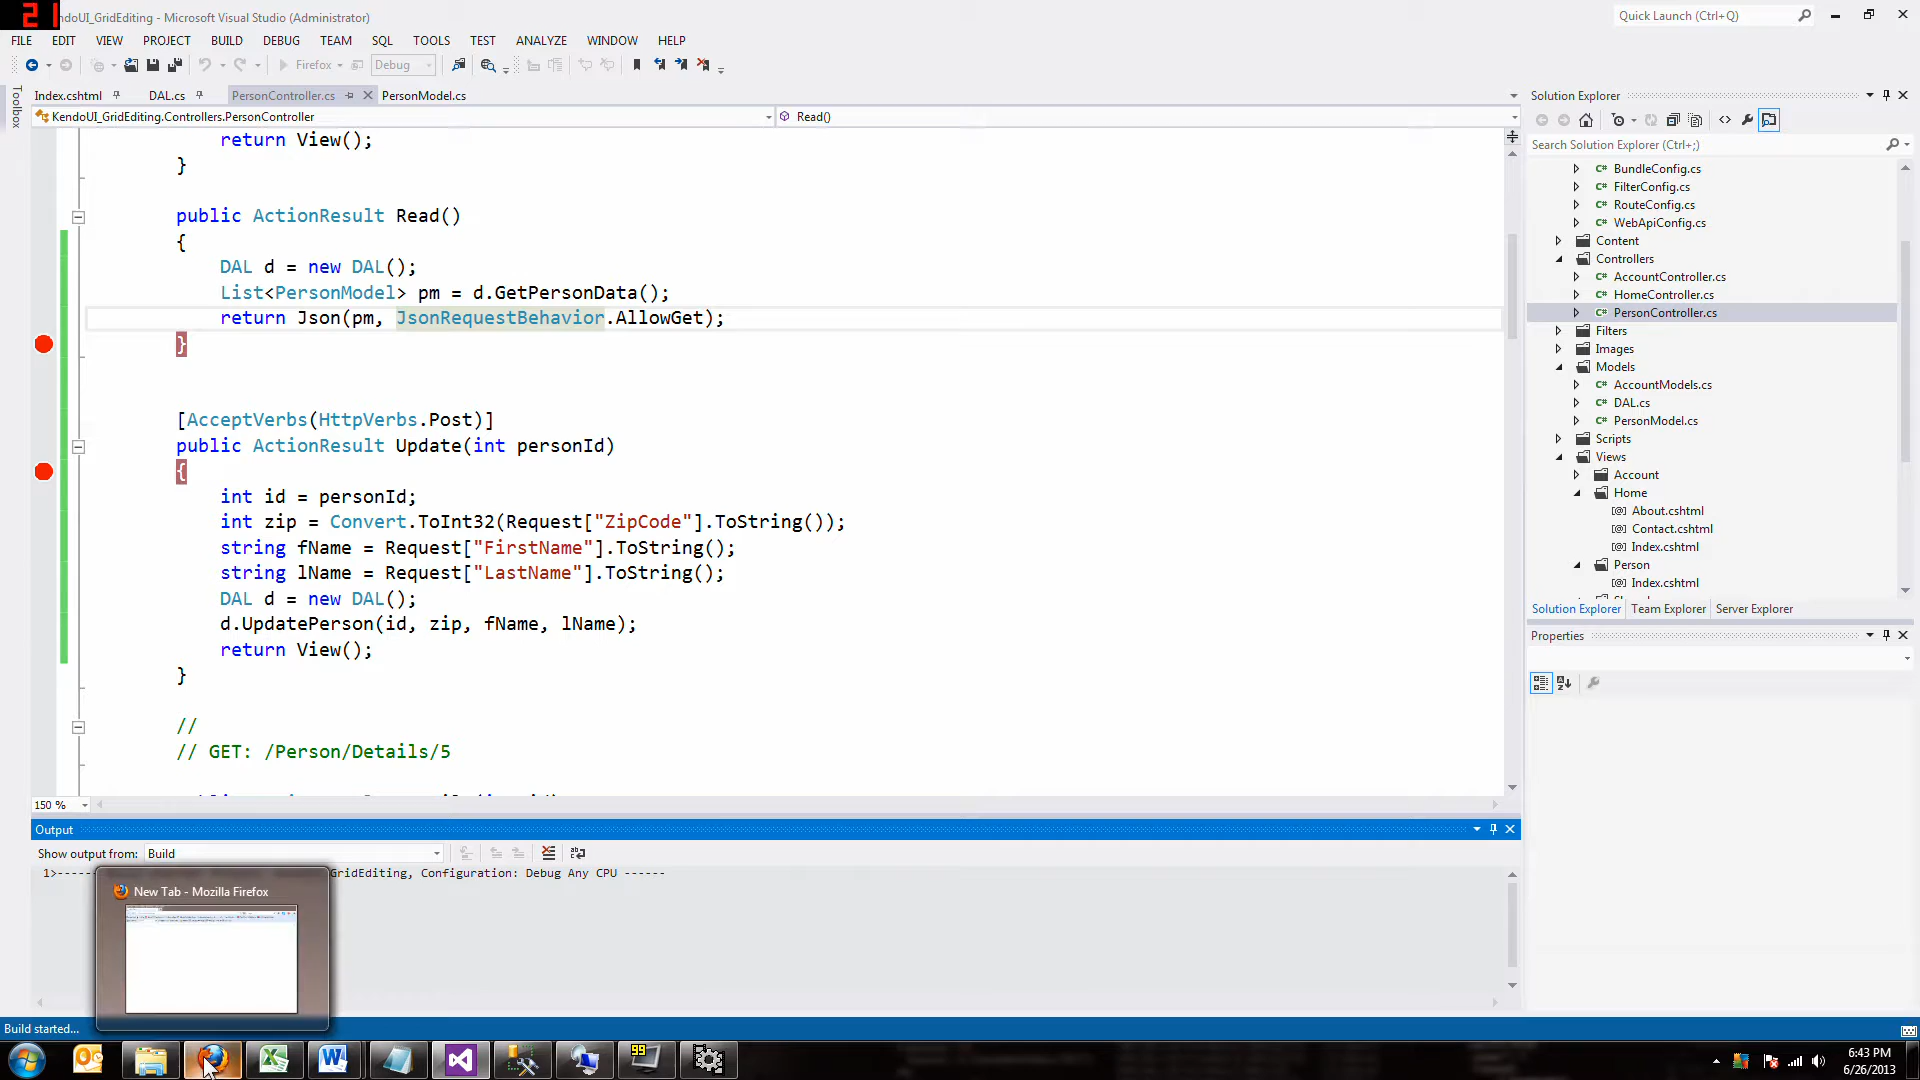 21
endoUI_GridEditing - Microsoft Visual Studio (Administrator)
Quick Launch (Ctrl+Q)
FILE EDIT VIEW PROJECT BUILD DEBUG TEAM SQL TOOLS TEST ANALYZE WINDOW HELP
Firefox Debug
Toolbox
Index.cshtml DAL.cs PersonController.cs PersonModel.cs
KendoUI_GridEditing.Controllers.PersonController Read()
return View();
}
public ActionResult Read()
{
DAL d = new DAL();
List<PersonModel> pm = d.GetPersonData();
return Json(pm, JsonRequestBehavior.AllowGet);
}
[AcceptVerbs(HttpVerbs.Post)]
public ActionResult Update(int personId)
{
int id = personId;
int zip = Convert.ToInt32(Request["ZipCode"].ToString());
string fName = Request["FirstName"].ToString();
string lName = Request["LastName"].ToString();
DAL d = new DAL();
d.UpdatePerson(id, zip, fName, lName);
return View();
}
//
// GET: /Person/Details/5
150 %
Output
Show output from: Build
1>------
GridEditing, Configuration: Debug Any CPU ------
New Tab - Mozilla Firefox
Build started...
Solution Explorer
Search Solution Explorer (Ctrl+;)
C# BundleConfig.cs
C# FilterConfig.cs
C# RouteConfig.cs
C# WebApiConfig.cs
Content
Controllers
C# AccountController.cs
C# HomeController.cs
C# PersonController.cs
Filters
Images
Models
C# AccountModels.cs
C# DAL.cs
C# PersonModel.cs
Scripts
Views
Account
Home
[@] About.cshtml
[@] Contact.cshtml
[@] Index.cshtml
Person
[@] Index.cshtml
Solution Explorer Team Explorer Server Explorer
Properties
99
6:43 PM
6/26/2013